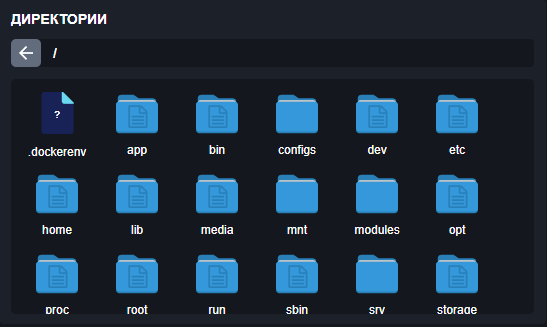 ДИРЕКТОРИИ
/
?
.dockerenv app bin configs dev etc
home lib media mnt modules opt
proc root run sbin srv storage